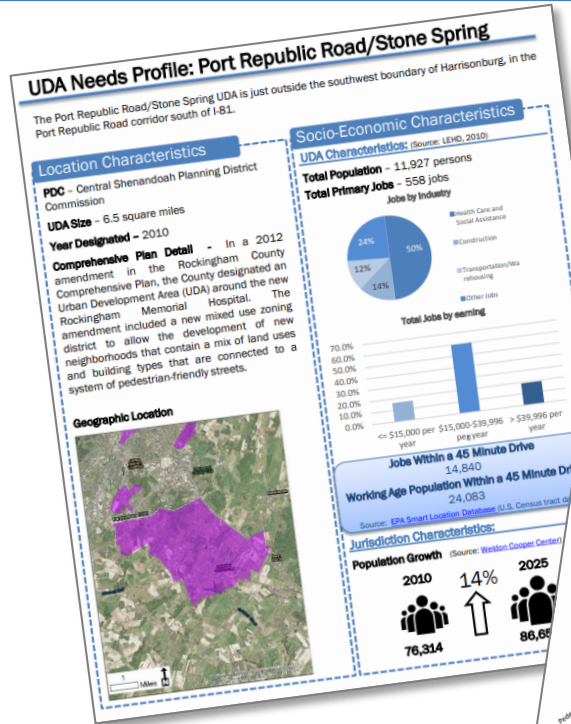 UDA Needs Profile: Port Republic Road/Stone Spring
The Port Republic Road/Stone Spring UDA is just outside the southwest boundary of Harrisonburg, in the
Port Republic Road corridor south of I-81.
Location Characteristics
PDC – Central Shenandoah Planning District
Commission
UDA Size – 6.5 square miles
Year Designated – 2010
Comprehensive Plan Detail - In a 2012
amendment in the Rockingham County
Comprehensive Plan, the County designated an
Urban Development Area (UDA) around the new
Rockingham Memorial Hospital. The
amendment included a new mixed use zoning
district to allow the development of new
neighborhoods that contain a mix of land uses
and building types that are connected to a
system of pedestrian-friendly streets.
Geographic Location
1
Miles
N
Socio-Economic Characteristics
UDA Characteristics: (Source: LEHD, 2010)
Total Population – 11,927 persons
Total Primary Jobs – 558 jobs
Jobs by Industry
24%
50%
12%
14%
Health Care and
Social Assistance
Construction
Transportation/Wa
rehousing
Other Jobs
Total Jobs by earning
70.0%
60.0%
50.0%
40.0%
30.0%
20.0%
10.0%
0.0%
<= $15,000 per
year
$15,000-$39,996
per year
> $39,996 per
year
Jobs Within a 45 Minute Drive
14,840
Working Age Population Within a 45 Minute Dri
24,083
Source: EPA Smart Location Database (U.S. Census tract da
Jurisdiction Characteristics:
Population Growth (Source: Weldon Cooper Center)
2010
14%
2025
76,314
86,65